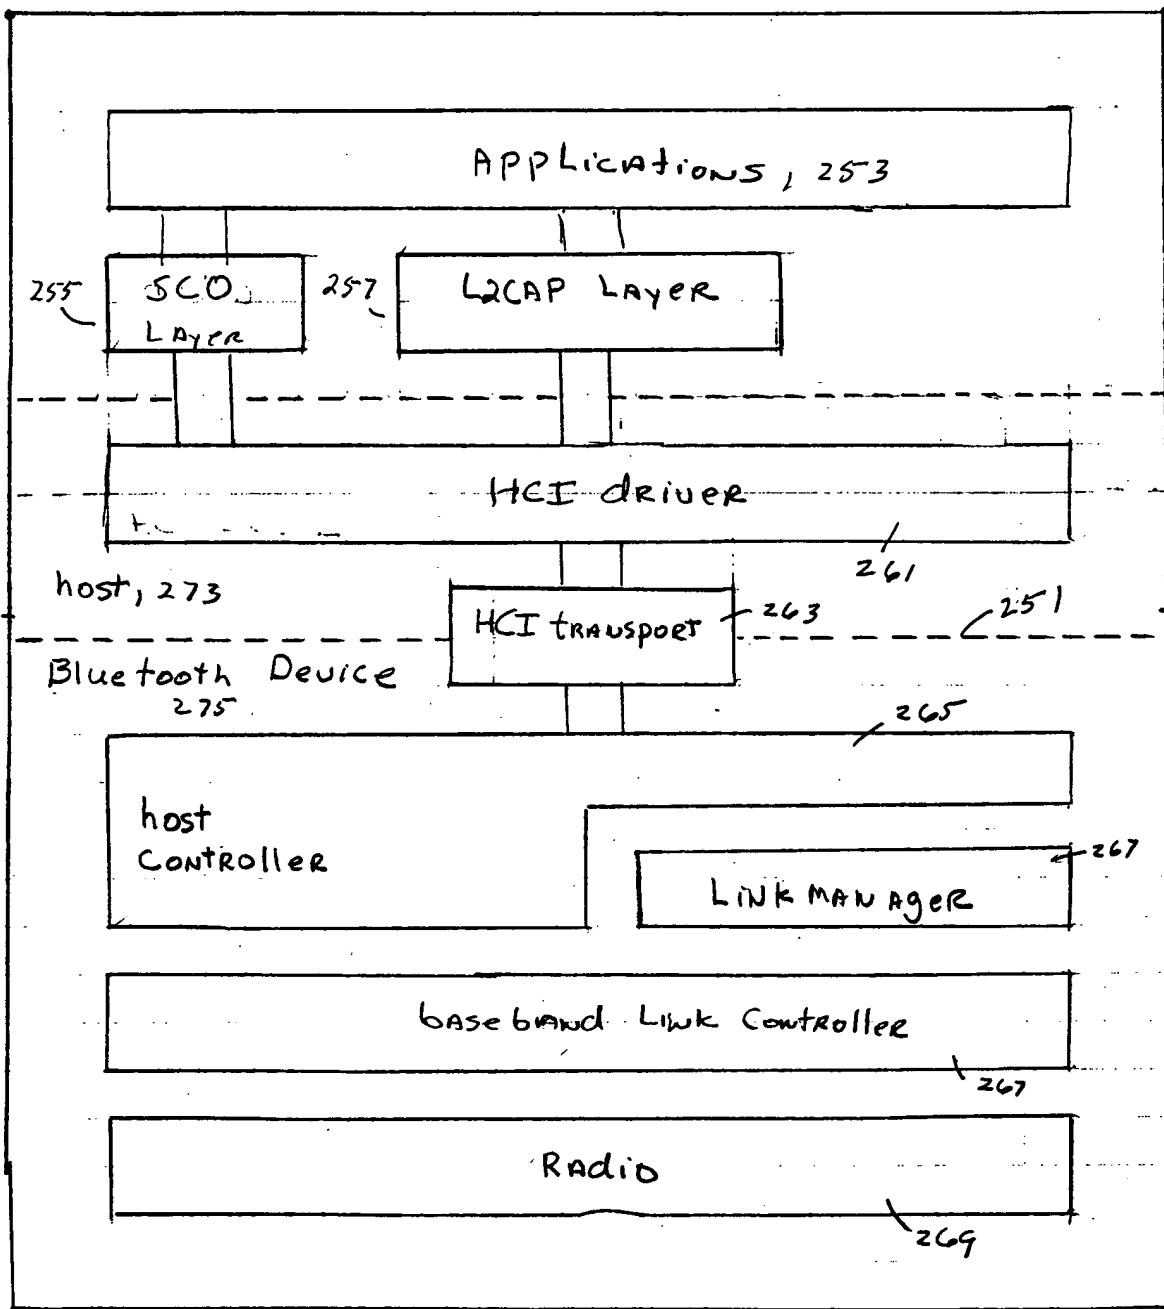 Applications, 253
255
SCO
Layer
257
L2CAP Layer
HCI driver
261
host, 273
HCI transport
263
251
Bluetooth Device
275
265
host
Controller
267
Link Manager
baseband Link Controller
267
Radio
269